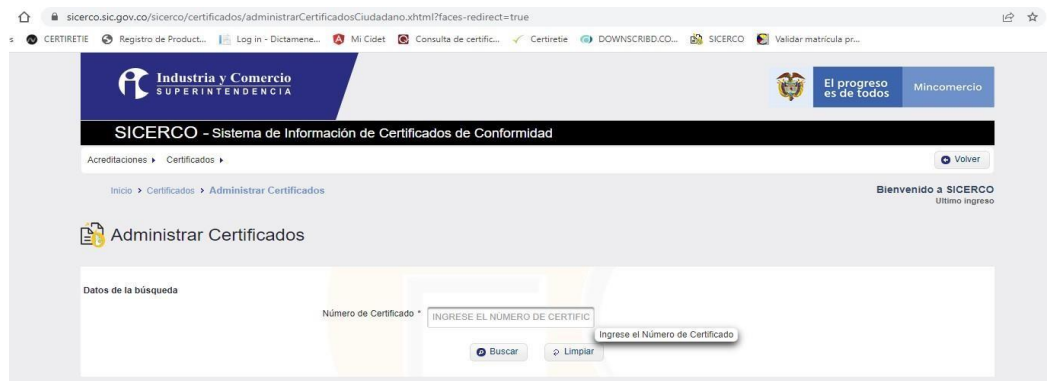 sicerco.sic.gov.co/sicerco/certificados/administrarCertificadosCiudadano.xhtml?faces-redirect=true
s CERTIRETIE Registro de Product... Log in - Dictamene... Mi Cidet Consulta de certific... Certiretie DOWNSCRIBD.CO... SICERCO Validar matrícula pr...
Industria y Comercio
SUPERINTENDENCIA
El progreso
es de todos
Mincomercio
SICERCO - Sistema de Información de Certificados de Conformidad
Acreditaciones Certificados Volver
Inicio > Certificados > Administrar Certificados
Bienvenido a SICERCO
Ultimo ingreso
Administrar Certificados
Datos de la búsqueda
Número de Certificado * INGRESE EL NÚMERO DE CERTIFIC
Ingrese el Número de Certificado
Buscar Limpiar